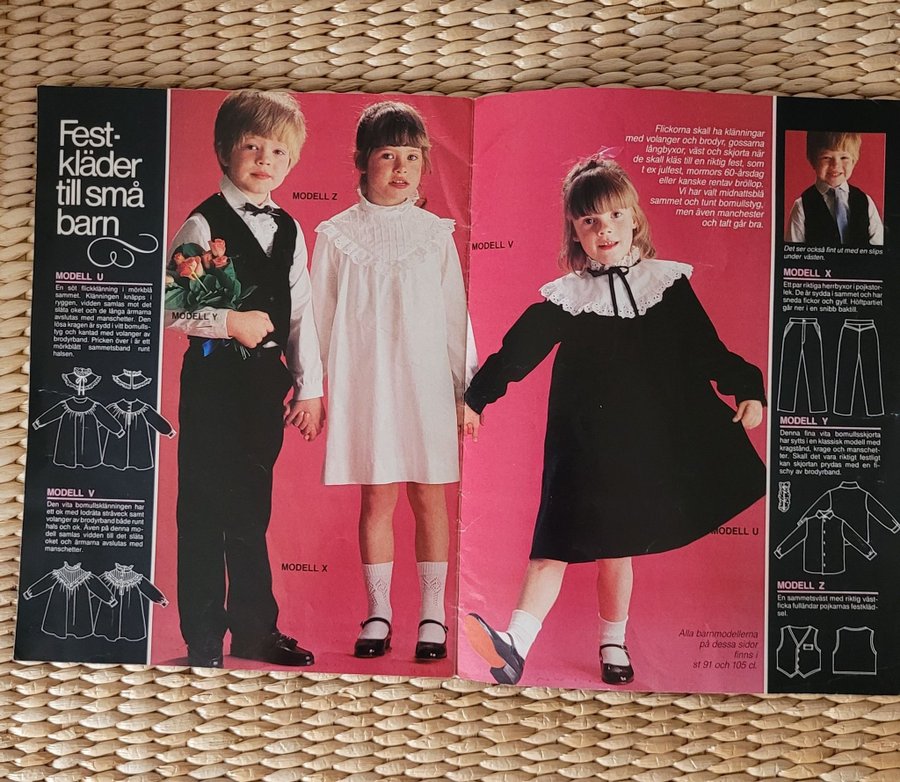 Fest-
kläder
till små
barn
MODELL U
En söt flickklänning i mörkblå
sammet. Klänningen knäpps i
ryggen, vidden samlas mot det
släta oket och de långa ärmarna
avslutas med manschetter. Den
lösa kragen är sydd i vitt bomulls-
tyg och kantad med volanger av
brodyrband. Pricken över i är ett
mörkblått sammetsband runt
halsen.
MODELL V
Den vita bomullsklänningen har
ett ok med lodräta stråveck samt
volanger av brodyrband både runt
hals och ok. Även på denna mo-
dell samlas vidden till det släta
oket och ärmarna avslutas med
manschetter.
MODELL Z
MODELL Y
MODELL X
MODELL V
Flickorna skall ha klänningar
med volanger och brodyr, gossarna
långbyxor, väst och skjorta när
de skall kläs till en riktig fest, som
t ex julfest, mormors 60-årsdag
eller kanske rentav bröllop.
Vi har valt midnattsblå
sammet och tunt bomullstyg,
men även manchester
och taft går bra.
MODELL U
Alla barnmodellerna
på dessa sidor
finns i
st 91 och 105 cl.
Det ser också fint ut med en slips
under västen.
MODELL X
Ett par riktiga herrbyxor i pojkstor-
lek. De är sydda i sammet och har
sneda fickor och gylf. Höftpartiet
går ner i en snibb baktill.
MODELL Y
Denna fina vita bomullsskjorta
har sytts i en klassisk modell med
kragstånd, krage och manschet-
ter. Skall det vara riktigt festligt
kan skjortan prydas med en fi-
schy av brodyrband.
MODELL Z
En sammetsväst med riktig väst-
ficka fulländar pojkarnas festkläd-
sel.